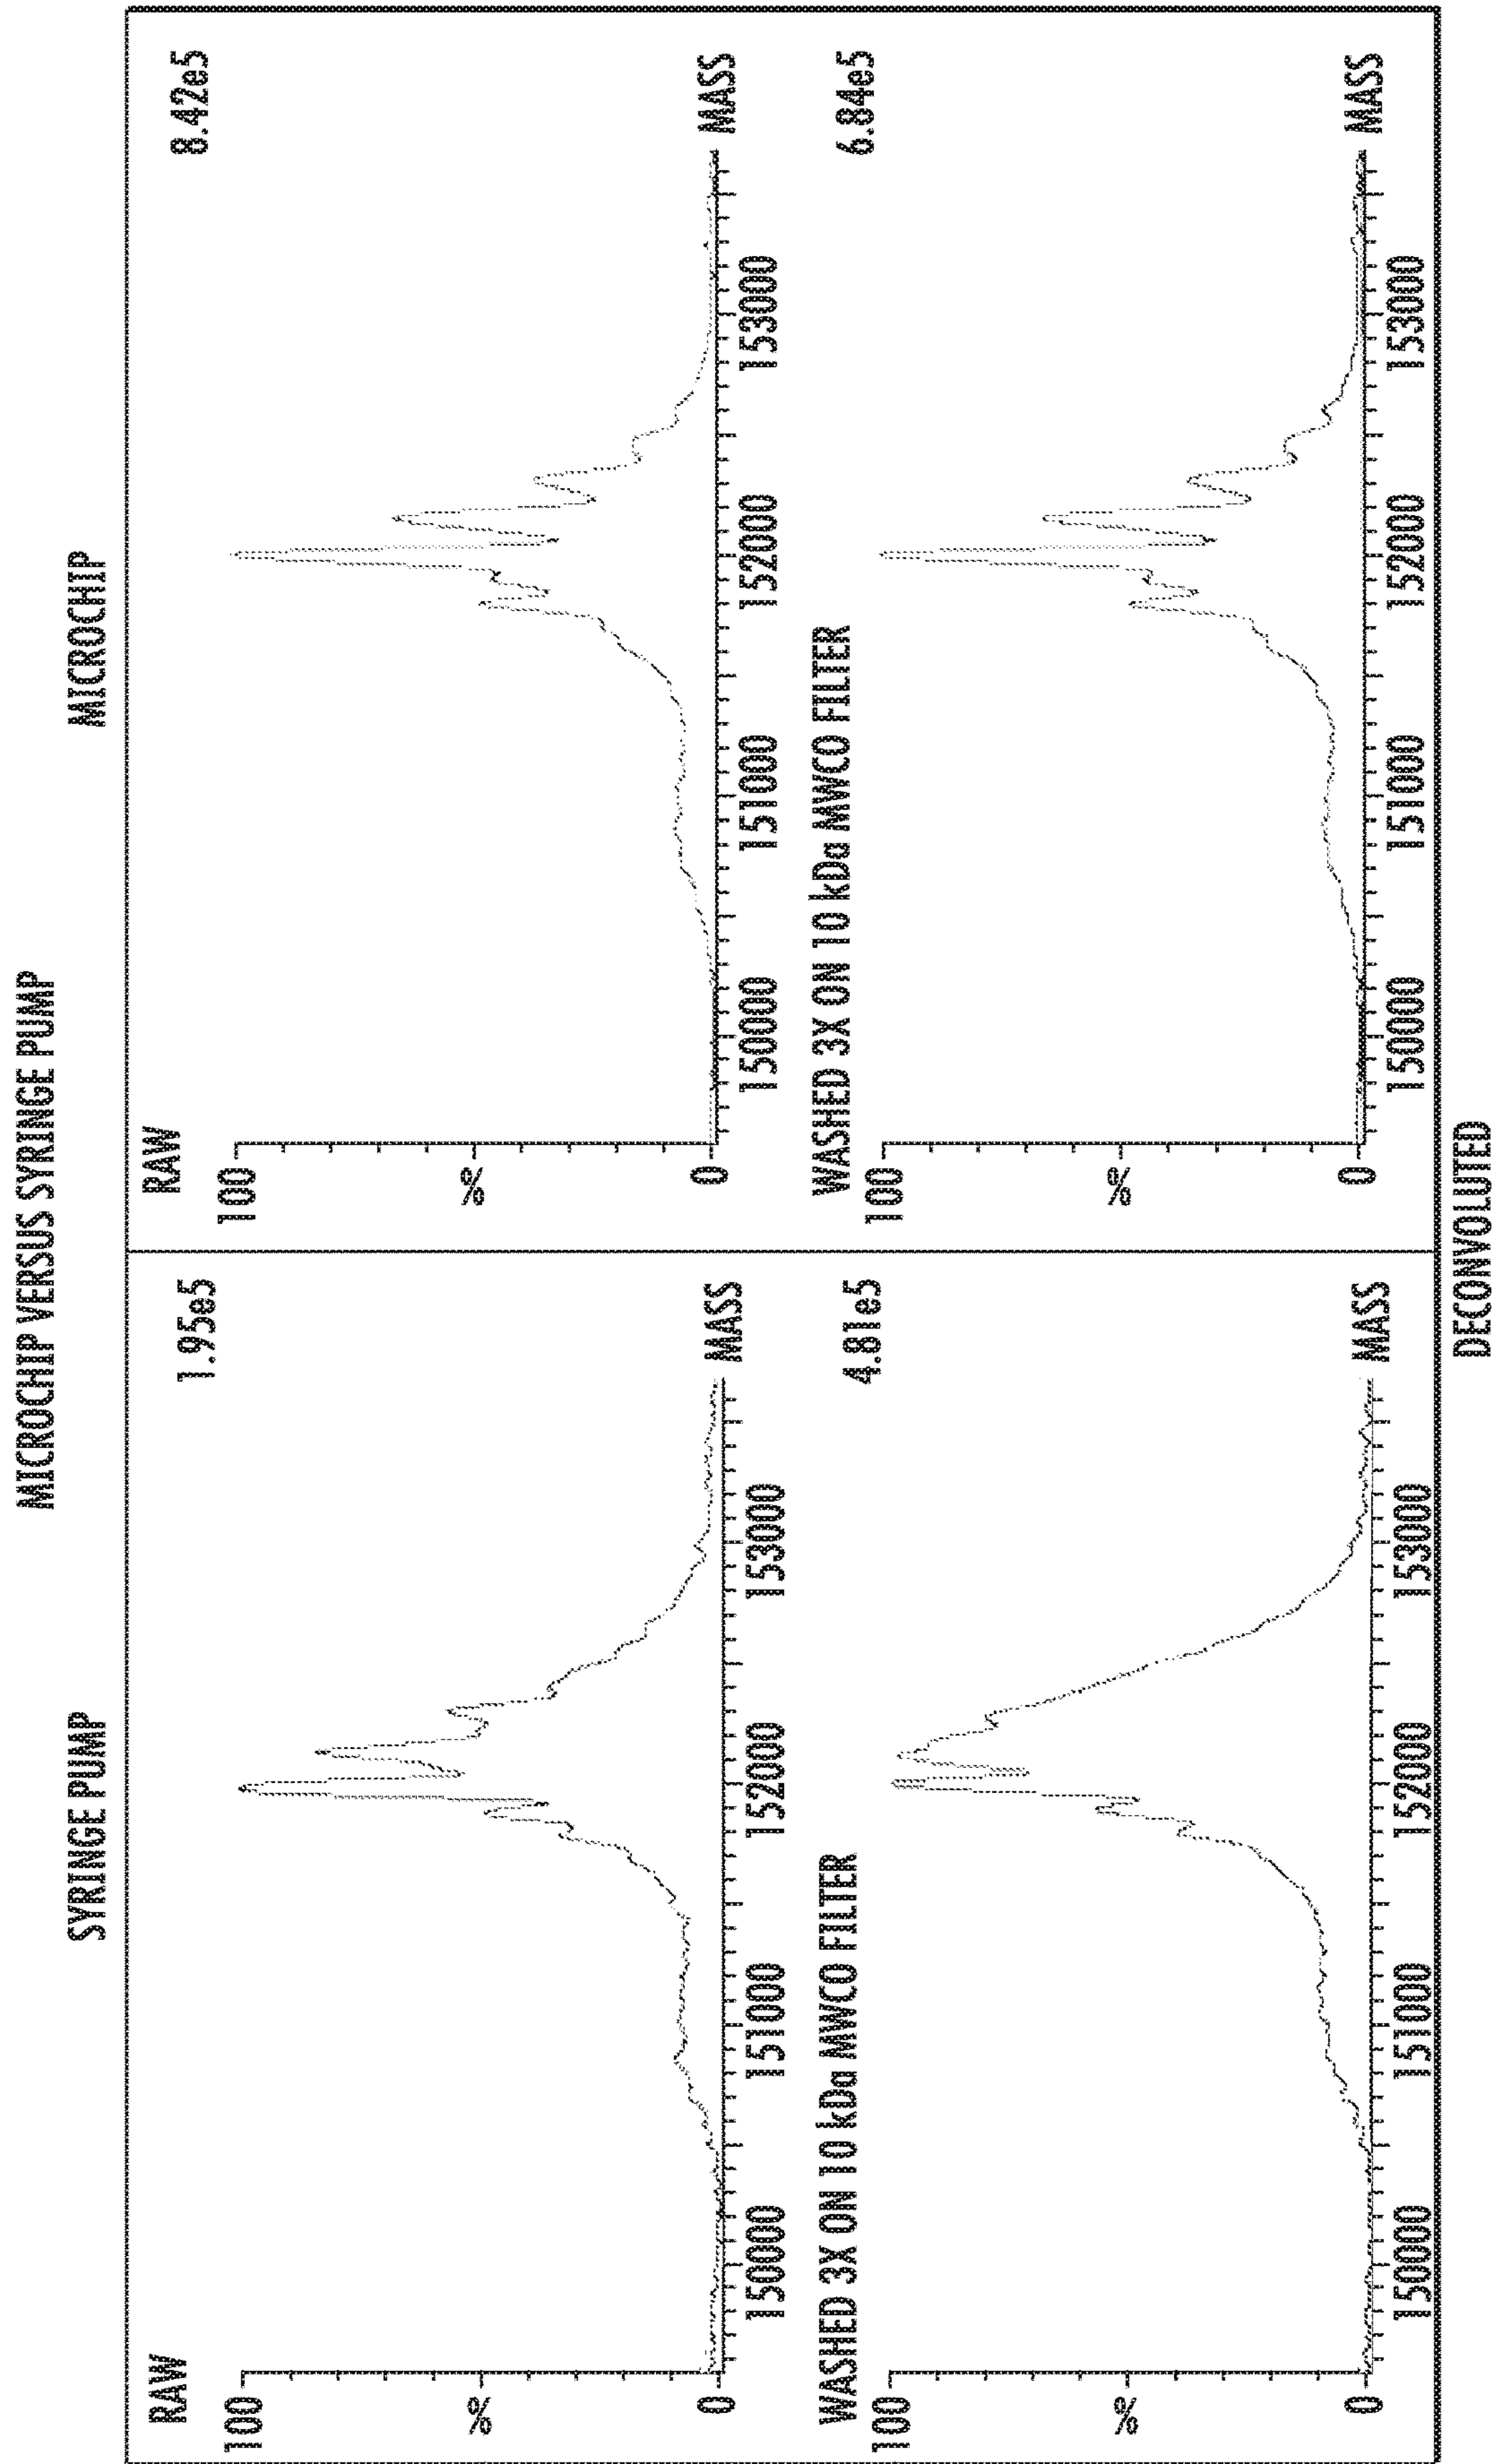 MICROCHIP VERSUS SYRINGE PUMP
SYRINGE PUMP
MICROCHIP
RAW
1.95e5
100
%
0
150000
151000
152000
153000
MASS
WASHED 3X ON 10 kDa MWCO FILTER
4.81e5
100
%
0
150000
151000
152000
153000
MASS
RAW
8.42e5
100
%
0
150000
151000
152000
153000
MASS
WASHED 3X ON 10 kDa MWCO FILTER
6.84e5
100
%
0
150000
151000
152000
153000
MASS
DECONVOLUTED